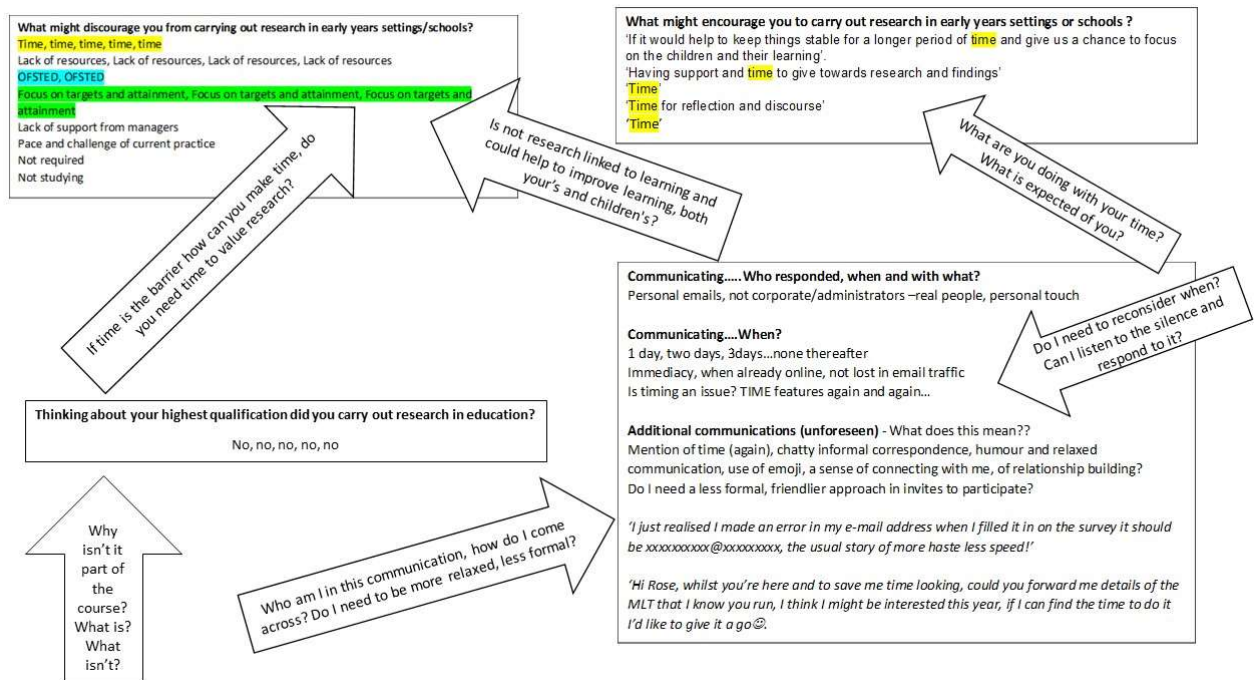 What might discourage you from carrying out research in early years settings/schools?
Time, time, time, time, time
Lack of resources, Lack of resources, Lack of resources, Lack of resources
OFSTED, OFSTED
Focus on targets and attainment, Focus on targets and attainment, Focus on targets and
attainment
Lack of support from managers
Pace and challenge of current practice
Not required
Not studying
What might encourage you to carry out research in early years settings or schools ?
'If it would help to keep things stable for a longer period of time and give us a chance to focus
on the children and their learning'.
'Having support and time to give towards research and findings'
'Time'
'Time for reflection and discourse'
'Time'
If time is the barrier how can you make time, do
you need time to value research?
Is not research linked to learning and
could help to improve learning, both
your's and children's?
What are you doing with your time?
What is expected of you?
Communicating.....Who responded, when and with what?
Personal emails, not corporate/administrators –real people, personal touch
Communicating....When?
1 day, two days, 3days...none thereafter
Immediacy, when already online, not lost in email traffic
Is timing an issue? TIME features again and again...
Additional communications (unforeseen) - What does this mean??
Mention of time (again), chatty informal correspondence, humour and relaxed
communication, use of emoji, a sense of connecting with me, of relationship building?
Do I need a less formal, friendlier approach in invites to participate?
'I just realised I made an error in my e-mail address when I filled it in on the survey it should
be xxxxxxxxxx@xxxxxxxxx, the usual story of more haste less speed!'
'Hi Rose, whilst you're here and to save me time looking, could you forward me details of the
MLT that I know you run, I think I might be interested this year, if I can find the time to do it
I'd like to give it a go☺.
Do I need to reconsider when?
Can I listen to the silence and
respond to it?
Thinking about your highest qualification did you carry out research in education?
No, no, no, no, no
Why
isn't it
part of
the
course?
What is?
What
isn't?
Who am I in this communication, how do I come
across? Do I need to be more relaxed, less formal?